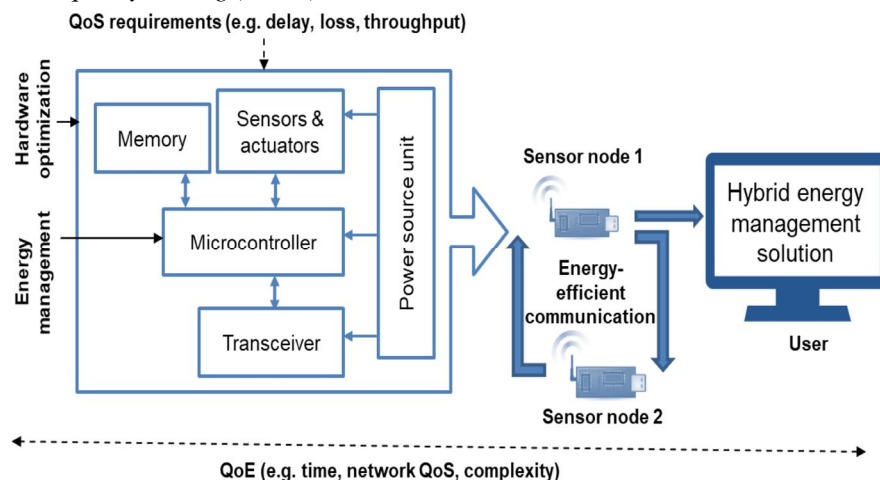 QoS requirements (e.g. delay, loss, throughput)
Hardware
optimization
Energy
management
Memory
Sensors &
actuators
Microcontroller
Transceiver
Power source unit
Sensor node 1
Energy-
efficient
communication
Sensor node 2
Hybrid energy
management
solution
User
QoE (e.g. time, network QoS, complexity)